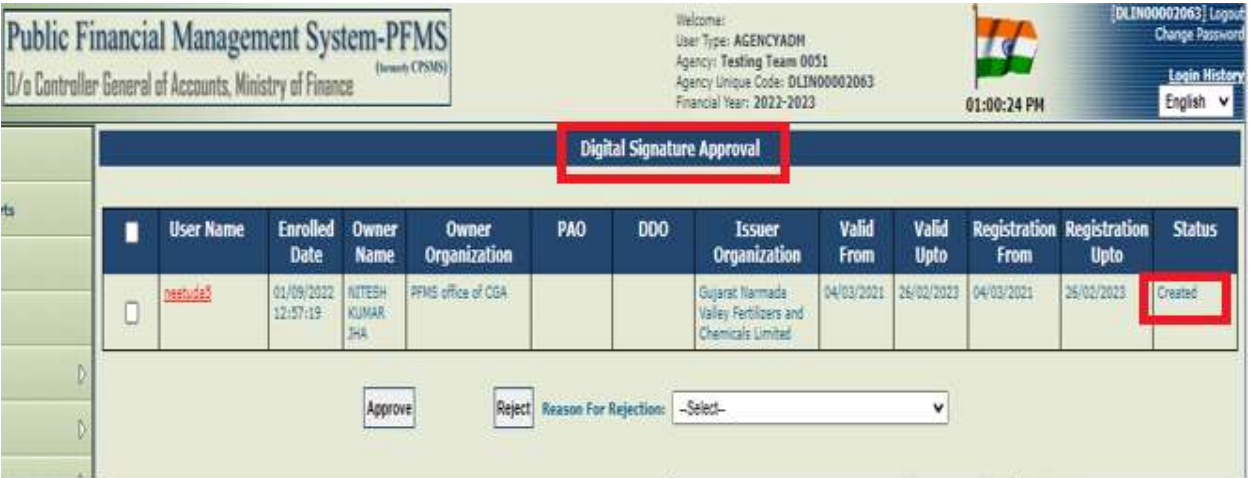 Public Financial Management System-PFMS
(formerly CPSMS)
O/o Controller General of Accounts, Ministry of Finance
Welcome:
User Type: AGENCYADM
Agency: Testing Team 0051
Agency Unique Code: DLIN00002063
Financial Year: 2022-2023
01:00:24 PM
[DLIN00002063] Logout
Change Password
Login History
English
Digital Signature Approval
rts
User Name Enrolled Date Owner Name Owner Organization PAO DDO Issuer Organization Valid From Valid Upto Registration From Registration Upto Status
neetuda5 01/09/2022 12:57:19 NITESH KUMAR JHA PFMS office of CGA Gujarat Narmada Valley Fertilizers and Chemicals Limited 04/03/2021 26/02/2023 04/03/2021 26/02/2023 Created
Approve Reject Reason For Rejection: --Select--